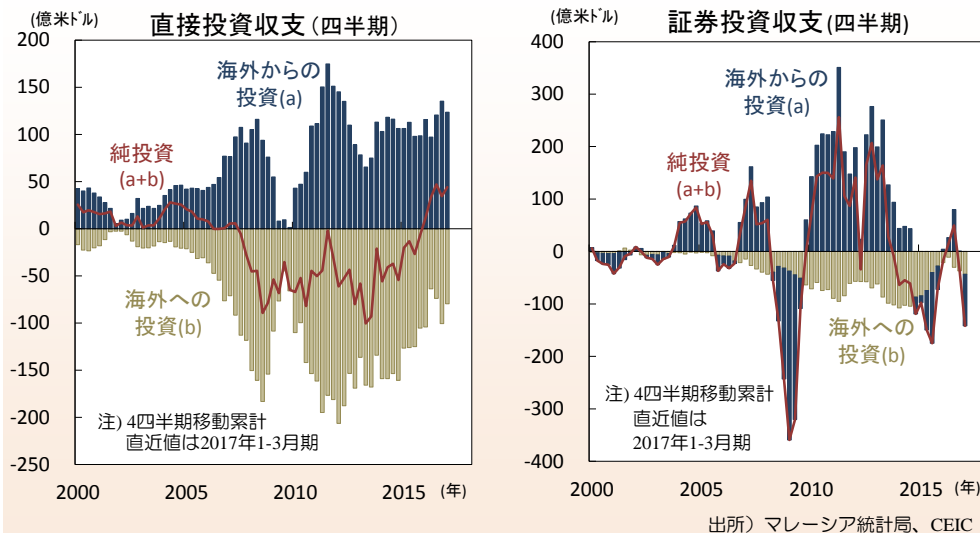 (億米ﾄﾞﾙ)
直接投資収支(四半期)
200
150
100
50
0
-50
-100
-150
-200
-250
海外からの
投資(a)
純投資
(a+b)
海外への
投資(b)
注) 4四半期移動累計
直近値は2017年1-3月期
2000
2005
2010
2015
(年)
(億米ﾄﾞﾙ)
証券投資収支(四半期)
400
300
200
100
0
-100
-200
-300
-400
海外からの
投資(a)
純投資
(a+b)
海外への
投資(b)
注) 4四半期移動累計
直近値は
2017年1-3月期
2000
2005
2010
2015
(年)
出所）マレーシア統計局、CEIC